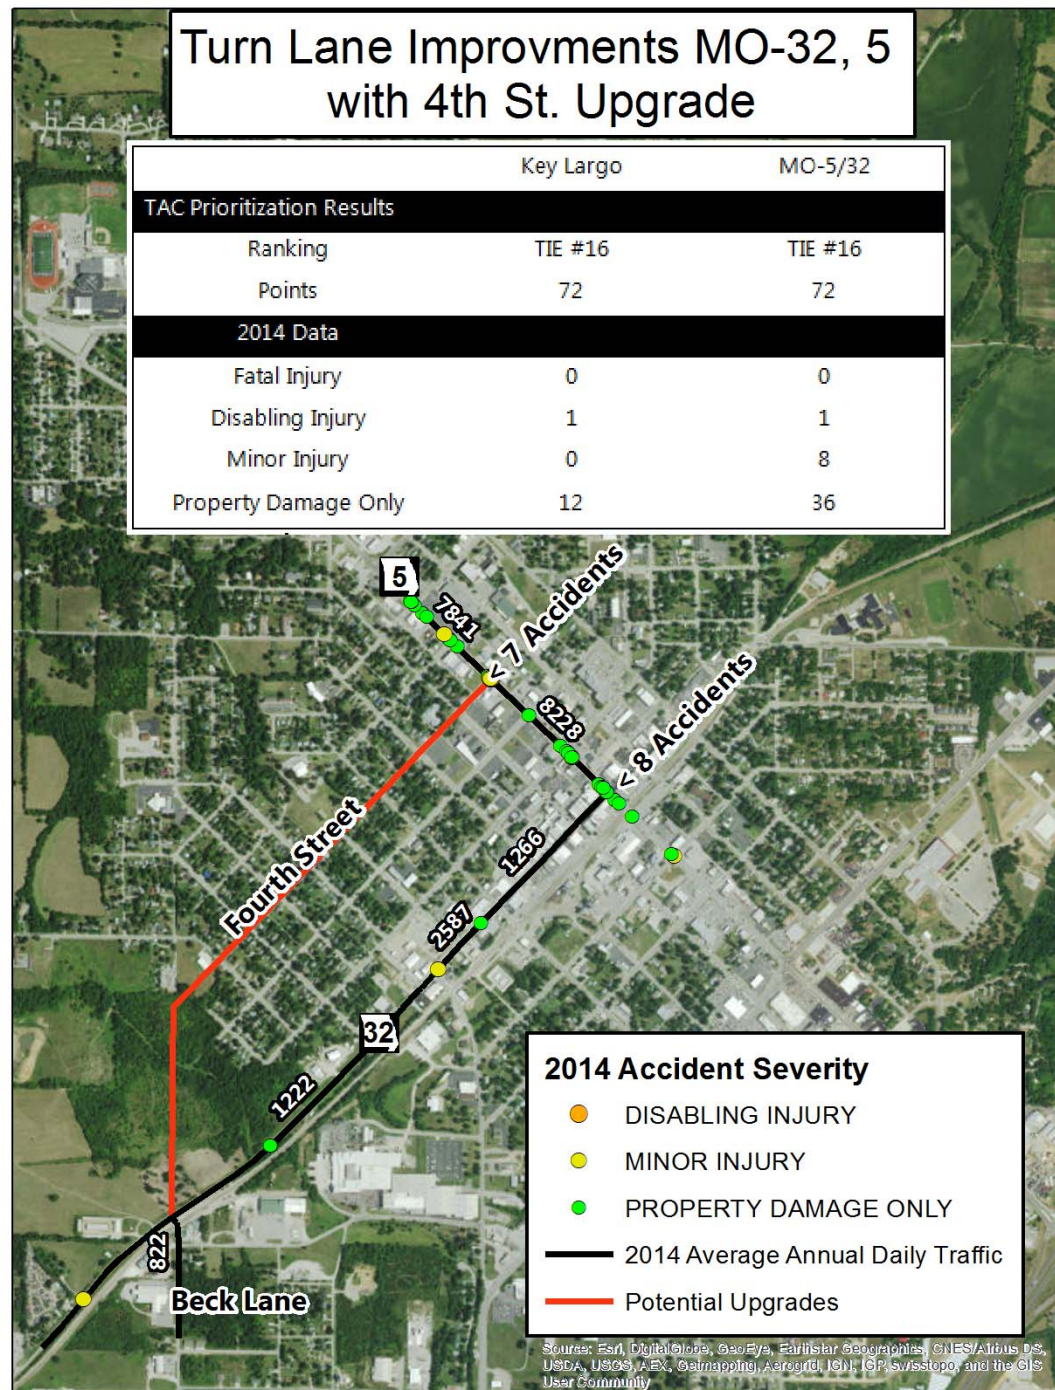 Turn Lane Improvments MO-32, 5
with 4th St. Upgrade
Key Largo MO-5/32
TAC Prioritization Results
Ranking TIE #16 TIE #16
Points 72 72
2014 Data
Fatal Injury 0 0
Disabling Injury 1 1
Minor Injury 0 8
Property Damage Only 12 36
5
7841
< 7 Accidents
8228
< 8 Accidents
Fourth Street
1266
2587
32
1222
822
Beck Lane
2014 Accident Severity
DISABLING INJURY
MINOR INJURY
PROPERTY DAMAGE ONLY
2014 Average Annual Daily Traffic
Potential Upgrades
Source: Esri, DigitalGlobe, GeoEye, Earthstar Geographics, CNES/Airbus DS,
USDA, USGS, AEX, Getmapping, Aerogrid, IGN, IGP, swisstopo, and the GIS
User Community